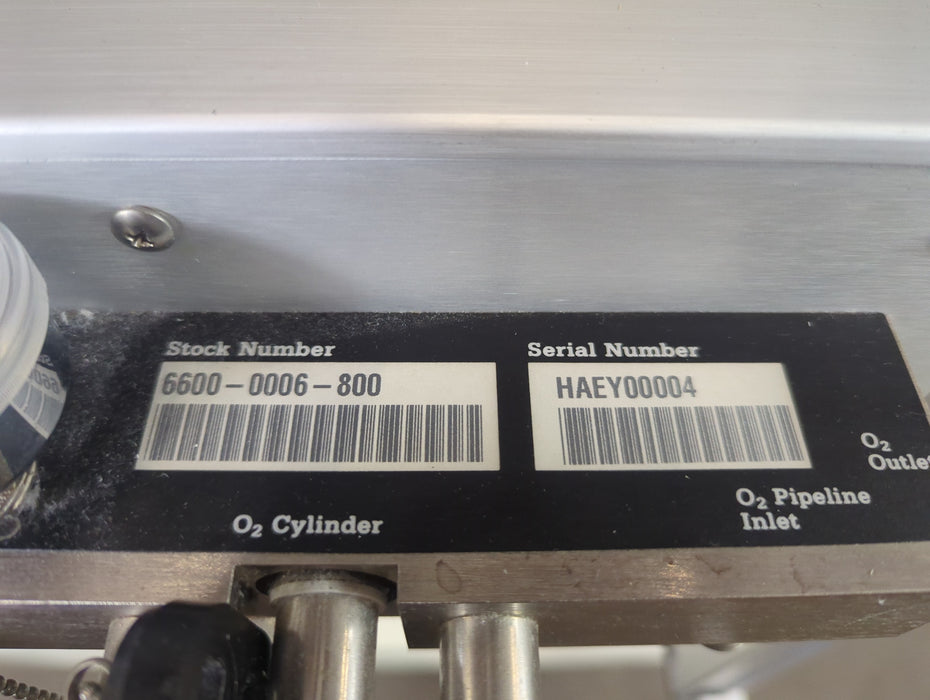 Stock Number
6600-0006-800
Serial Number
HAEY00004
O₂
Outlet
O₂ Pipeline
Inlet
O₂ Cylinder